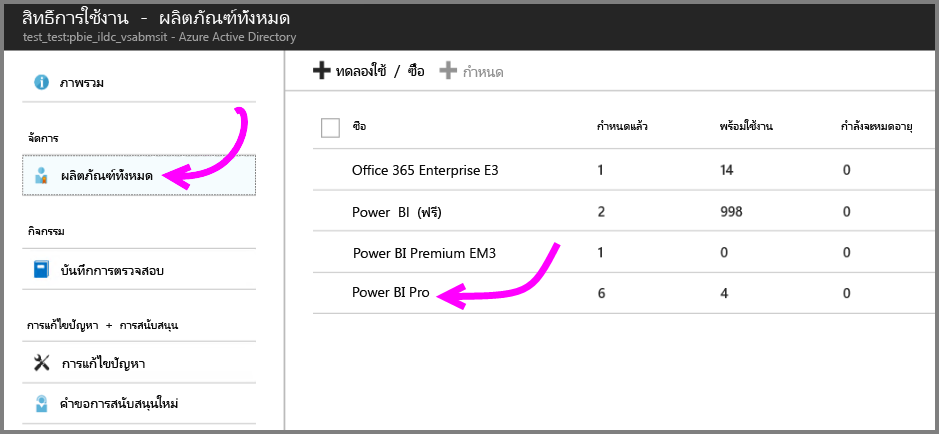 สิทธิ์การใช้งาน - ผลิตภัณฑ์ทั้งหมด
test_test:pbie_ildc_vsabmsit - Azure Active Directory
ภาพรวม
จัดการ
ผลิตภัณฑ์ทั้งหมด
กิจกรรม
บันทึกการตรวจสอบ
การแก้ไขปัญหา + การสนับสนุน
การแก้ไขปัญหา
คำขอการสนับสนุนใหม่
ทดลองใช้ / ซื้อ กำหนด
ชื่อ กำหนดแล้ว พร้อมใช้งาน กำลังจะหมดอายุ
Office 365 Enterprise E3 1 14 0
Power BI (ฟรี) 2 998 0
Power BI Premium EM3 1 0 0
Power BI Pro 6 4 0